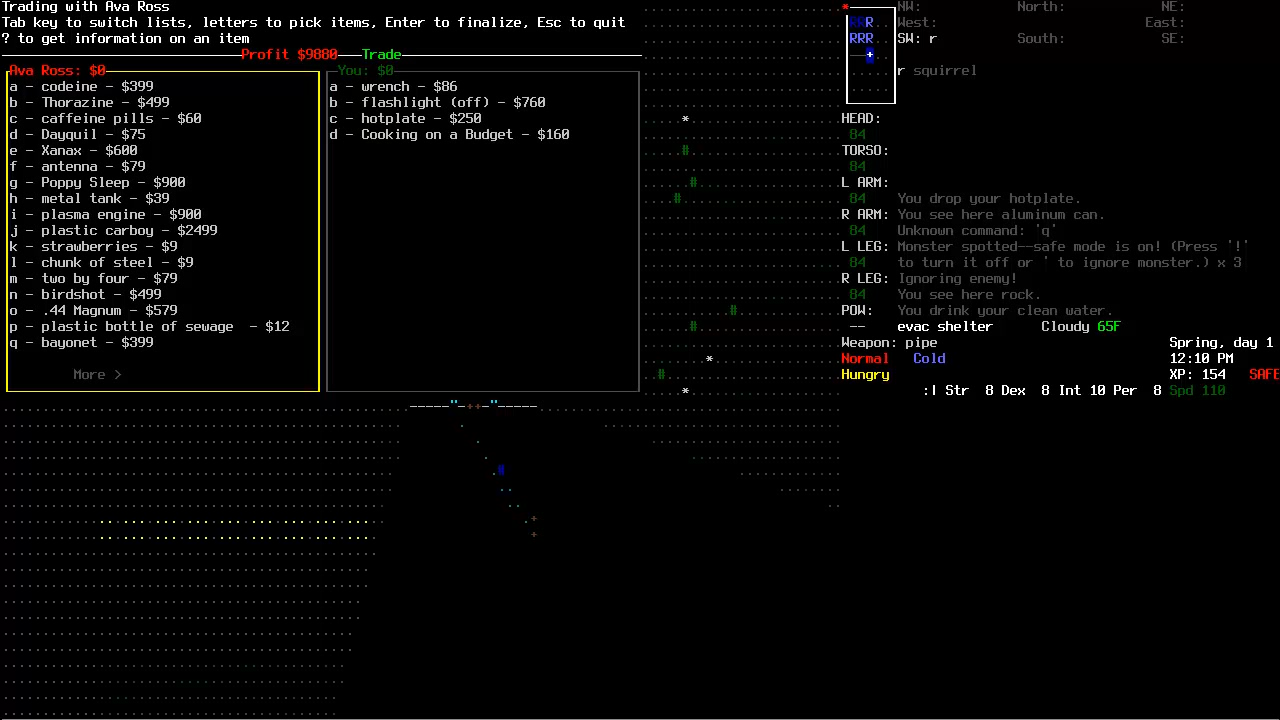 Trading with Ava Ross
Tab key to switch lists, letters to pick items, Enter to finalize, Esc to quit
? to get information on an item
Profit $9880 Trade
Ava Ross: $0
a - codeine - $399
b - Thorazine - $499
c - caffeine pills - $60
d - Dayquil - $75
e - Xanax - $600
f - antenna - $79
g - Poppy Sleep - $900
h - metal tank - $39
i - plasma engine - $900
j - plastic carboy - $2499
k - strawberries - $9
l - chunk of steel - $9
m - two by four - $79
n - birdshot - $499
o - .44 Magnum - $579
p - plastic bottle of sewage  - $12
q - bayonet - $399
More >
You: $0
a - wrench - $86
b - flashlight (off) - $760
c - hotplate - $250
d - Cooking on a Budget - $160
NW: North: NE:
West: East:
SW: r South: SE:
r squirrel
RRR
RRR
HEAD:
84
TORSO:
84
L ARM:
84
R ARM:
84
L LEG:
84
R LEG:
84
POW:
--
You drop your hotplate.
You see here aluminum can.
Unknown command: 'q'
Monster spotted--safe mode is on! (Press '!'
to turn it off or ' to ignore monster.) x 3
Ignoring enemy!
You see here rock.
You drink your clean water.
evac shelter Cloudy 65F
Weapon: pipe Spring, day 1
Normal Cold 12:10 PM
Hungry XP: 154 SAFE
:| Str 8 Dex 8 Int 10 Per 8 Spd 110